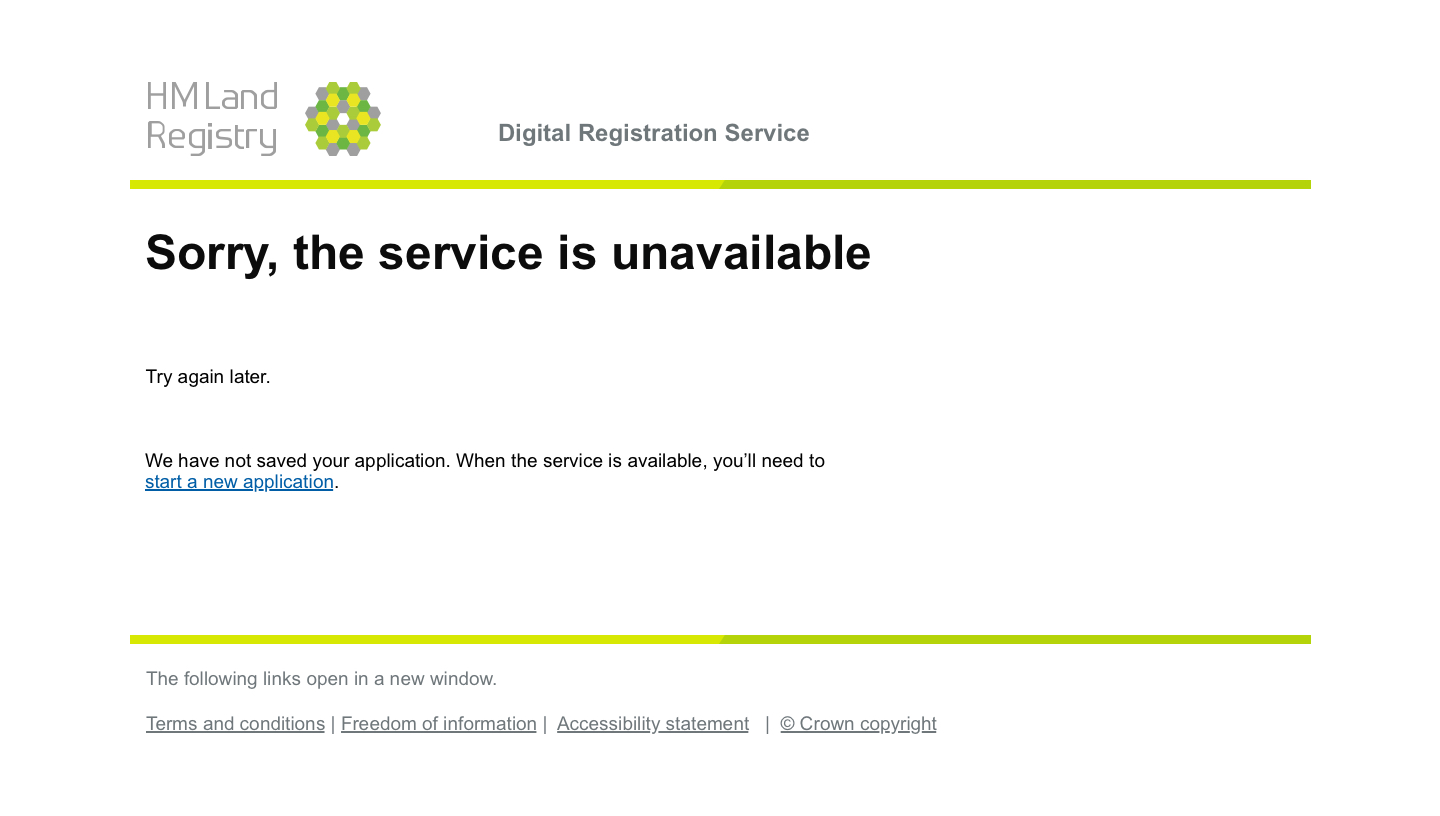 HM Land
Registry
Digital Registration Service
Sorry, the service is unavailable
Try again later.
We have not saved your application. When the service is available, you’ll need to
start a new application.
The following links open in a new window.
Terms and conditions | Freedom of information | Accessibility statement | © Crown copyright